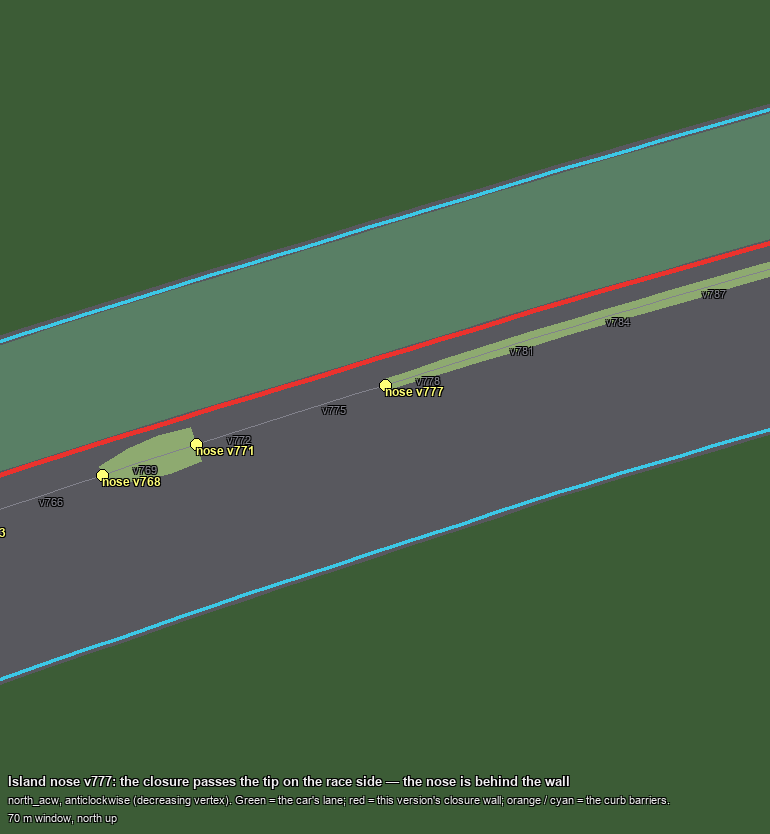 v787
v784
v781
v778
nose v777
v775
v772
nose v771
v769
nose v768
v766
3
Island nose v777: the closure passes the tip on the race side — the nose is behind the wall
north_acw, anticlockwise (decreasing vertex). Green = the car's lane; red = this version's closure wall; orange / cyan = the curb barriers.
70 m window, north up